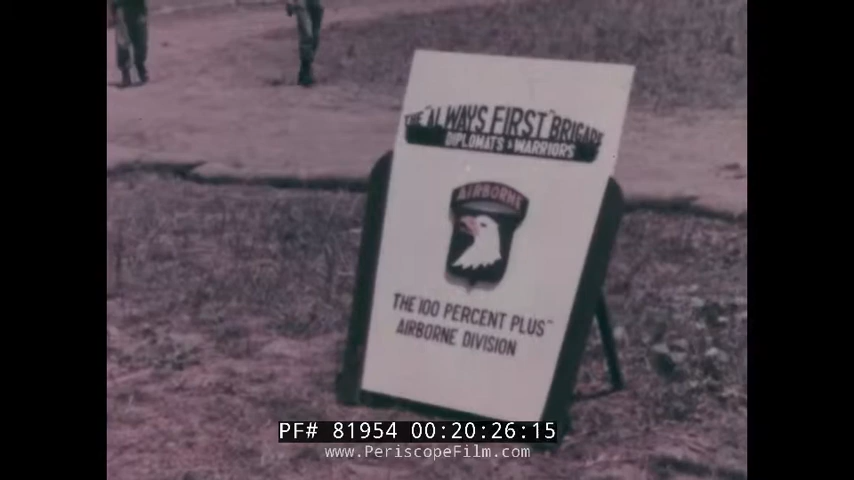 THE "ALWAYS FIRST" BRIGADE
DIPLOMATS & WARRIORS
AIRBORNE
THE 100 PERCENT PLUS"
AIRBORNE DIVISION
PF# 81954 00:20:26:15
www.PeriscopeFilm.com